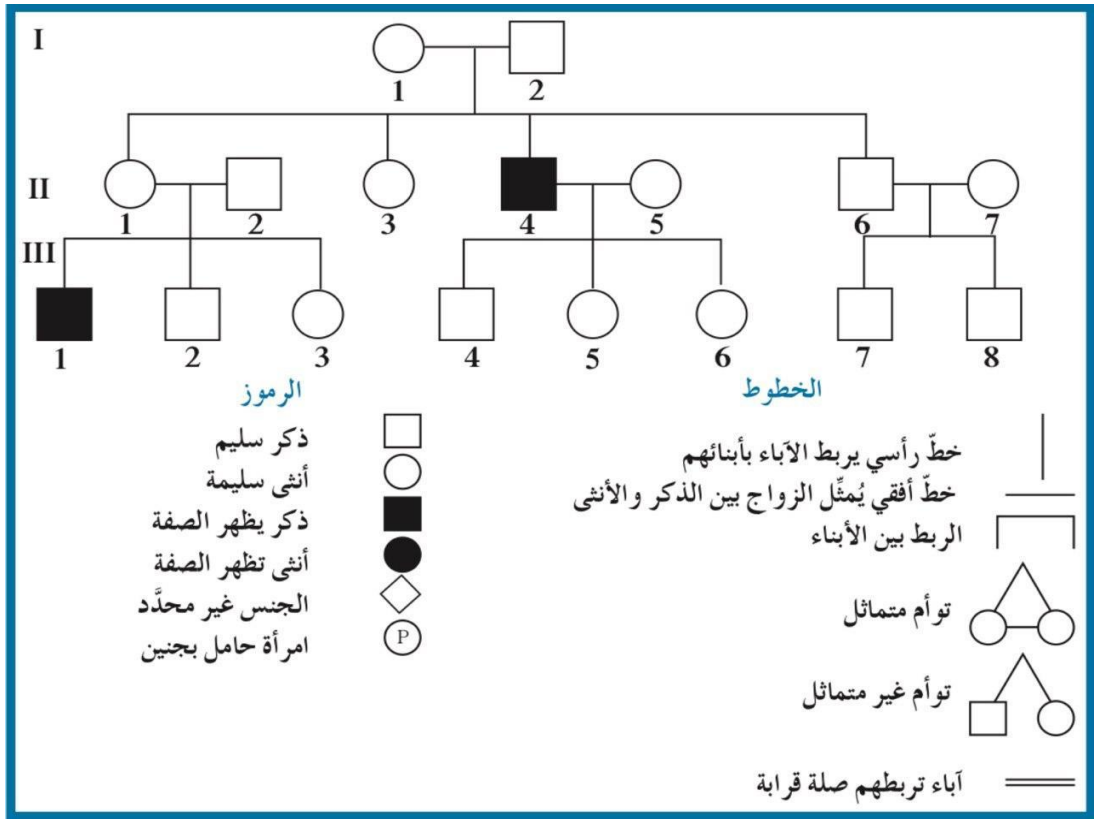 I
1 2
II
1 2 3 4 5 6 7
III
1 2 3 4 5 6 7 8
الرموز
ذكر سليم
أنثى سليمة
ذكر يظهر الصفة
أنثى تظهر الصفة
الجنس غير محدَّد
امرأة حامل بجنين
P
الخطوط
خطّ رأسي يربط الآباء بأبنائهم
خطّ أفقي يُمثِّل الزواج بين الذكر والأنثى
الربط بين الأبناء
توأم متماثل
توأم غير متماثل
آباء تربطهم صلة قرابة